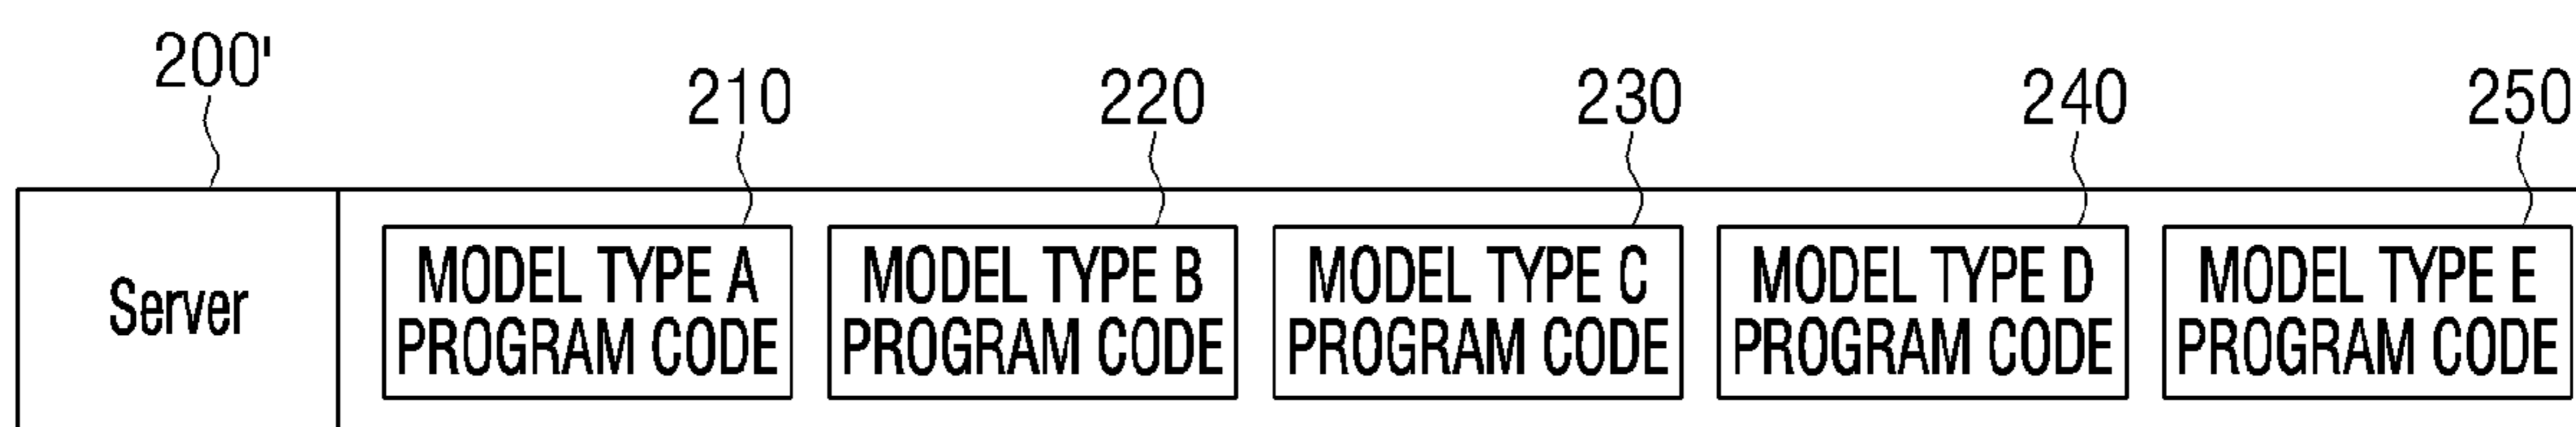 200'
210
220
230
240
250
Server
MODEL TYPE A
PROGRAM CODE
MODEL TYPE B
PROGRAM CODE
MODEL TYPE C
PROGRAM CODE
MODEL TYPE D
PROGRAM CODE
MODEL TYPE E
PROGRAM CODE